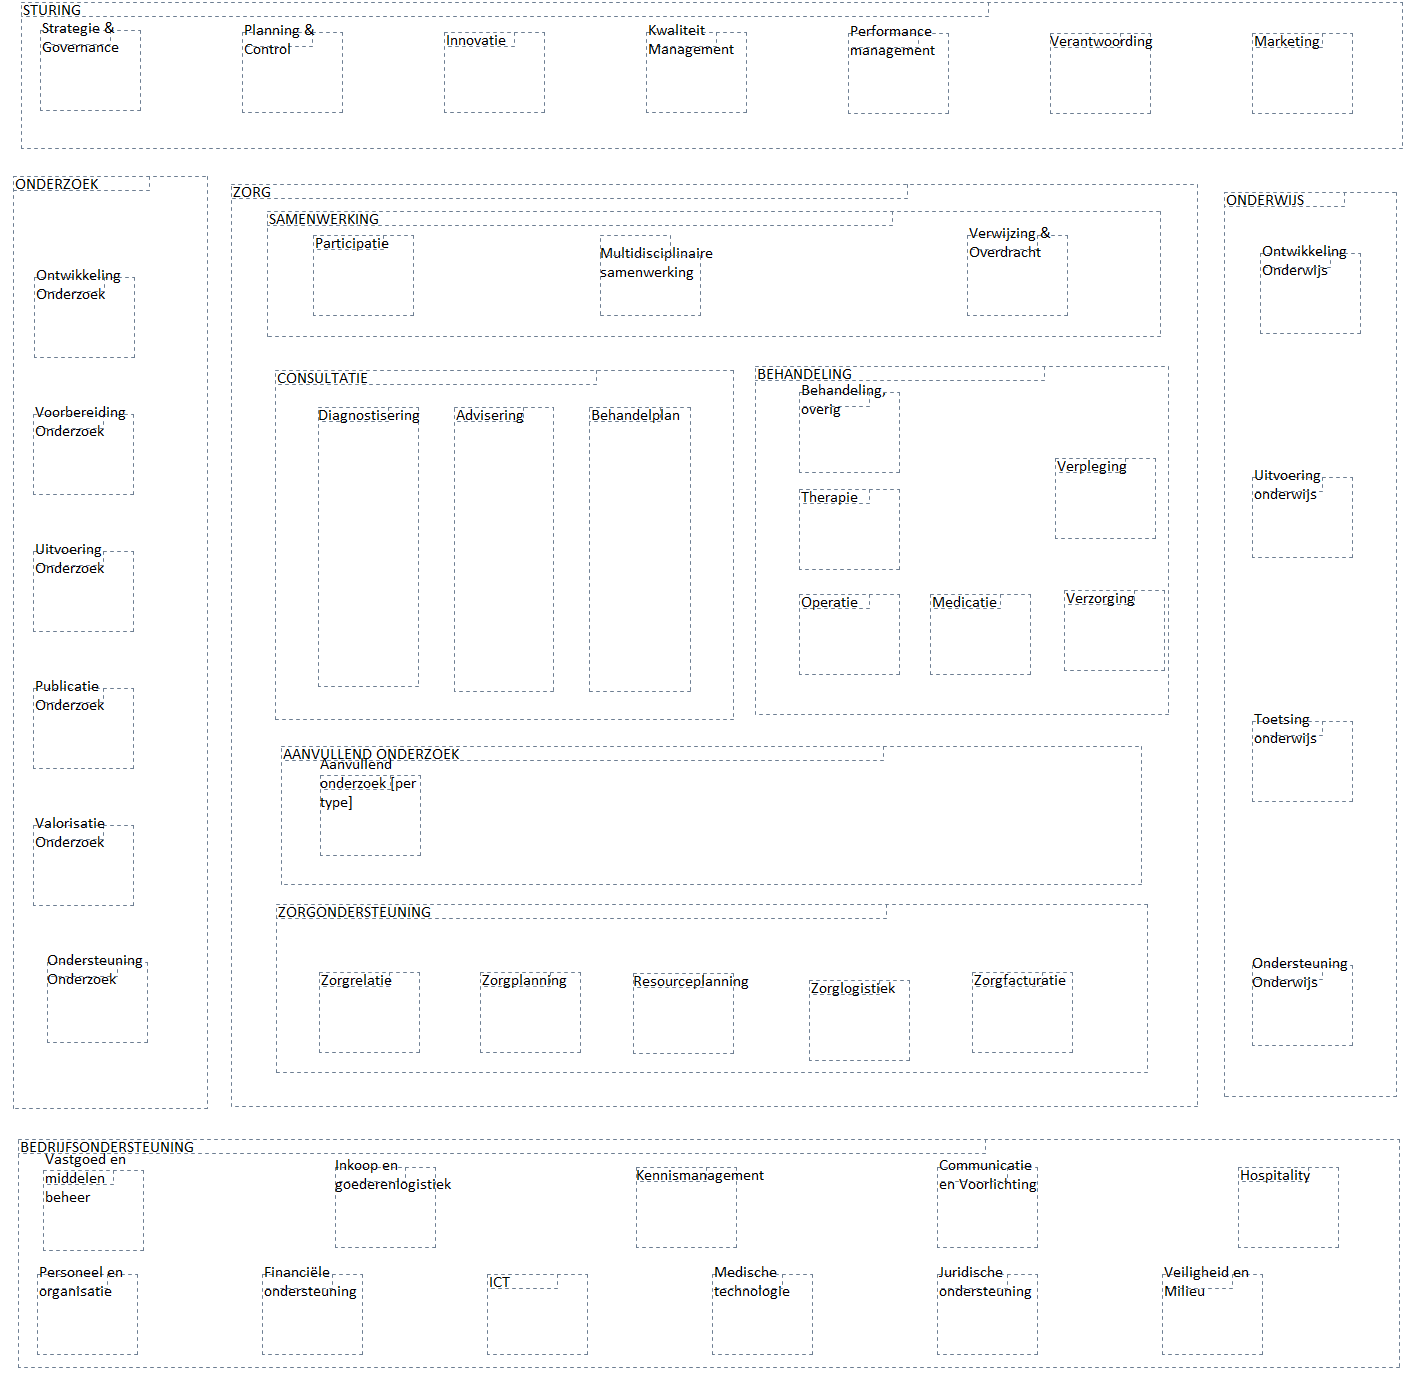 STURING
Strategie &
Governance
Planning &
Control
Innovatie
Kwaliteit
Management
Performance
management
Verantwoording
Marketing
ONDERZOEK
Ontwikkeling
Onderzoek
Voorbereiding
Onderzoek
Uitvoering
Onderzoek
Publicatie
Onderzoek
Valorisatie
Onderzoek
Ondersteuning
Onderzoek
ZORG
SAMENWERKING
Participatie
Multidisciplinaire
samenwerking
Verwijzing &
Overdracht
CONSULTATIE
Diagnostisering
Advisering
Behandelplan
BEHANDELING
Behandeling,
overig
Verpleging
Therapie
Operatie
Medicatie
Verzorging
AANVULLEND ONDERZOEK
Aanvullend
onderzoek [per
type]
ZORGONDERSTEUNING
Zorgrelatie
Zorgplanning
Resourceplanning
Zorglogistiek
Zorgfacturatie
ONDERWIJS
Ontwikkeling
Onderwijs
Uitvoering
onderwijs
Toetsing
onderwijs
Ondersteuning
Onderwijs
BEDRIJFSONDERSTEUNING
Vastgoed en
middelen
beheer
Inkoop en
goederenlogistiek
Kennismanagement
Communicatie
en Voorlichting
Hospitality
Personeel en
organisatie
Financiële
ondersteuning
ICT
Medische
technologie
Juridische
ondersteuning
Veiligheid en
Milieu